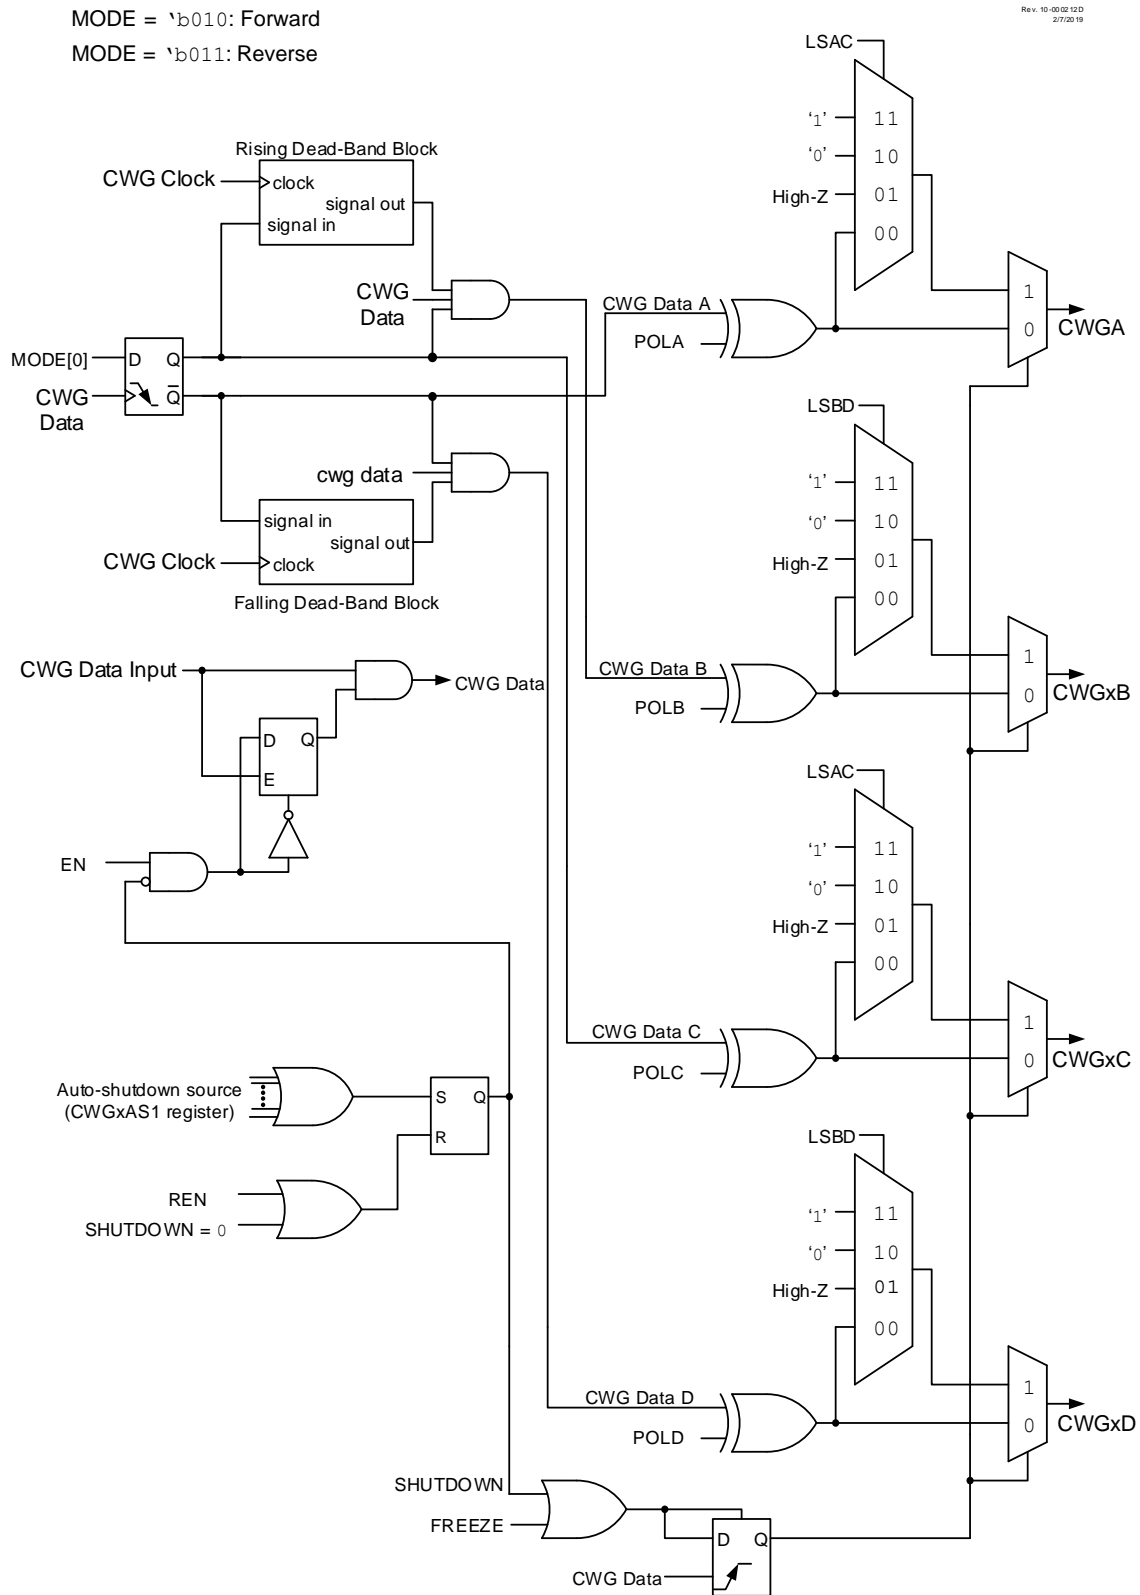 MODE = ‘b010: Forward
MODE = ‘b011: Reverse
Rev. 10-000212D
2/7/2019
LSAC
‘1’ 11
‘0’ 10
High-Z 01
00
Rising Dead-Band Block
CWG Clock clock
signal out
signal in
CWG
Data
CWG Data A
POLA
1
0
CWGA
MODE[0] D Q
CWG
Data
Q
LSBD
‘1’ 11
‘0’ 10
High-Z 01
00
cwg data
signal in
signal out
CWG Clock clock
Falling Dead-Band Block
CWG Data Input
CWG Data
CWG Data B
POLB
1
0
CWGxB
D Q
E
EN
LSAC
‘1’ 11
‘0’ 10
High-Z 01
00
CWG Data C
POLC
1
0
CWGxC
Auto-shutdown source
(CWGxAS1 register)
S Q
R
REN
SHUTDOWN = 0
LSBD
‘1’ 11
‘0’ 10
High-Z 01
00
CWG Data D
POLD
1
0
CWGxD
SHUTDOWN
FREEZE
D Q
CWG Data